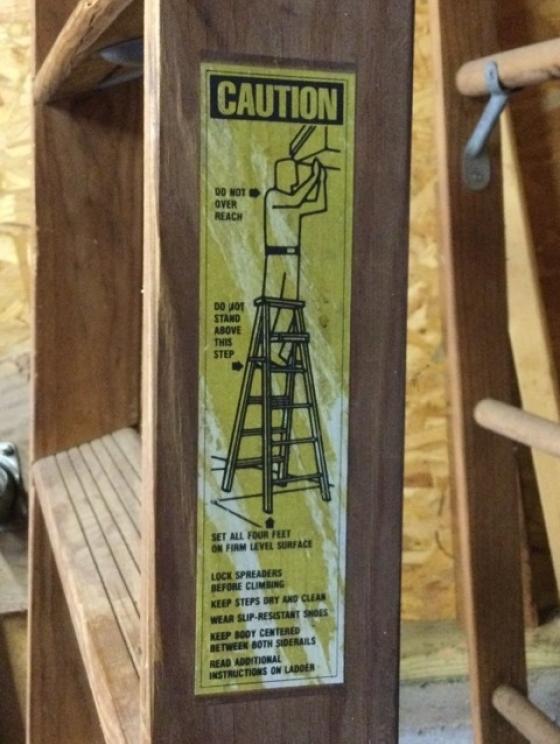 CAUTION
DO NOT
OVER
REACH
DO NOT
STAND
ABOVE
THIS
STEP
SET ALL FOUR FEET
ON FIRM LEVEL SURFACE
LOCK SPREADERS
BEFORE CLIMBING
KEEP STEPS DRY AND CLEAN
WEAR SLIP-RESISTANT SHOES
KEEP BODY CENTERED
BETWEEN BOTH SIDERAILS
READ ADDITIONAL
INSTRUCTIONS ON LADDER